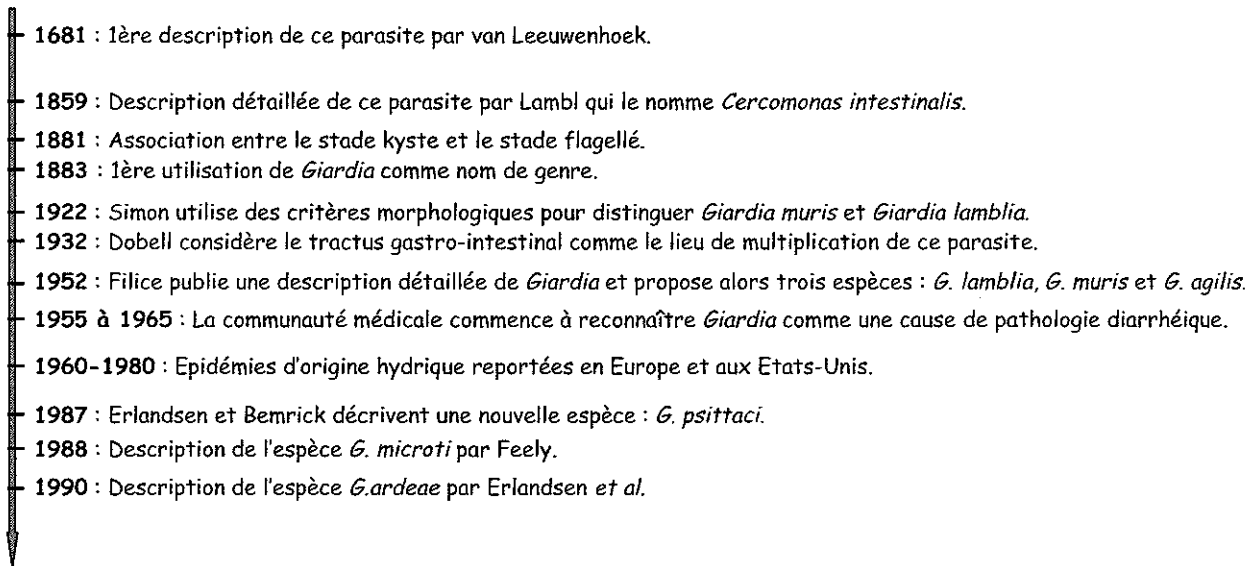 1681 : 1ère description de ce parasite par van Leeuwenhoek.
1859 : Description détaillée de ce parasite par Lambl qui le nomme Cercomonas intestinalis.
1881 : Association entre le stade kyste et le stade flagellé.
1883 : 1ère utilisation de Giardia comme nom de genre.
1922 : Simon utilise des critères morphologiques pour distinguer Giardia muris et Giardia lamblia.
1932 : Dobell considère le tractus gastro-intestinal comme le lieu de multiplication de ce parasite.
1952 : Filice publie une description détaillée de Giardia et propose alors trois espèces : G. lamblia, G. muris et G. agilis.
1955 à 1965 : La communauté médicale commence à reconnaître Giardia comme une cause de pathologie diarrhéique.
1960-1980 : Epidémies d'origine hydrique reportées en Europe et aux Etats-Unis.
1987 : Erlandsen et Bemrick décrivent une nouvelle espèce : G. psittaci.
1988 : Description de l'espèce G. microti par Feely.
1990 : Description de l'espèce G.ardeae par Erlandsen et al.